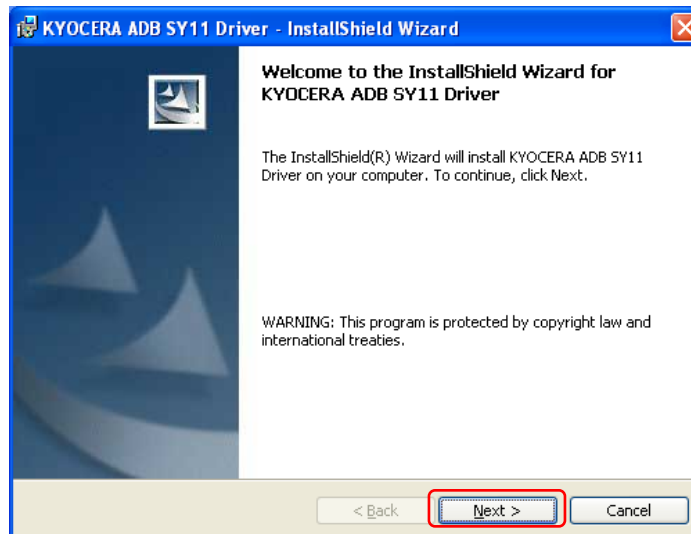 KYOCERA ADB SY11 Driver - InstallShield Wizard
Welcome to the InstallShield Wizard for
KYOCERA ADB SY11 Driver
The InstallShield(R) Wizard will install KYOCERA ADB SY11
Driver on your computer. To continue, click Next.
WARNING: This program is protected by copyright law and
international treaties.
< Back
Next >
Cancel